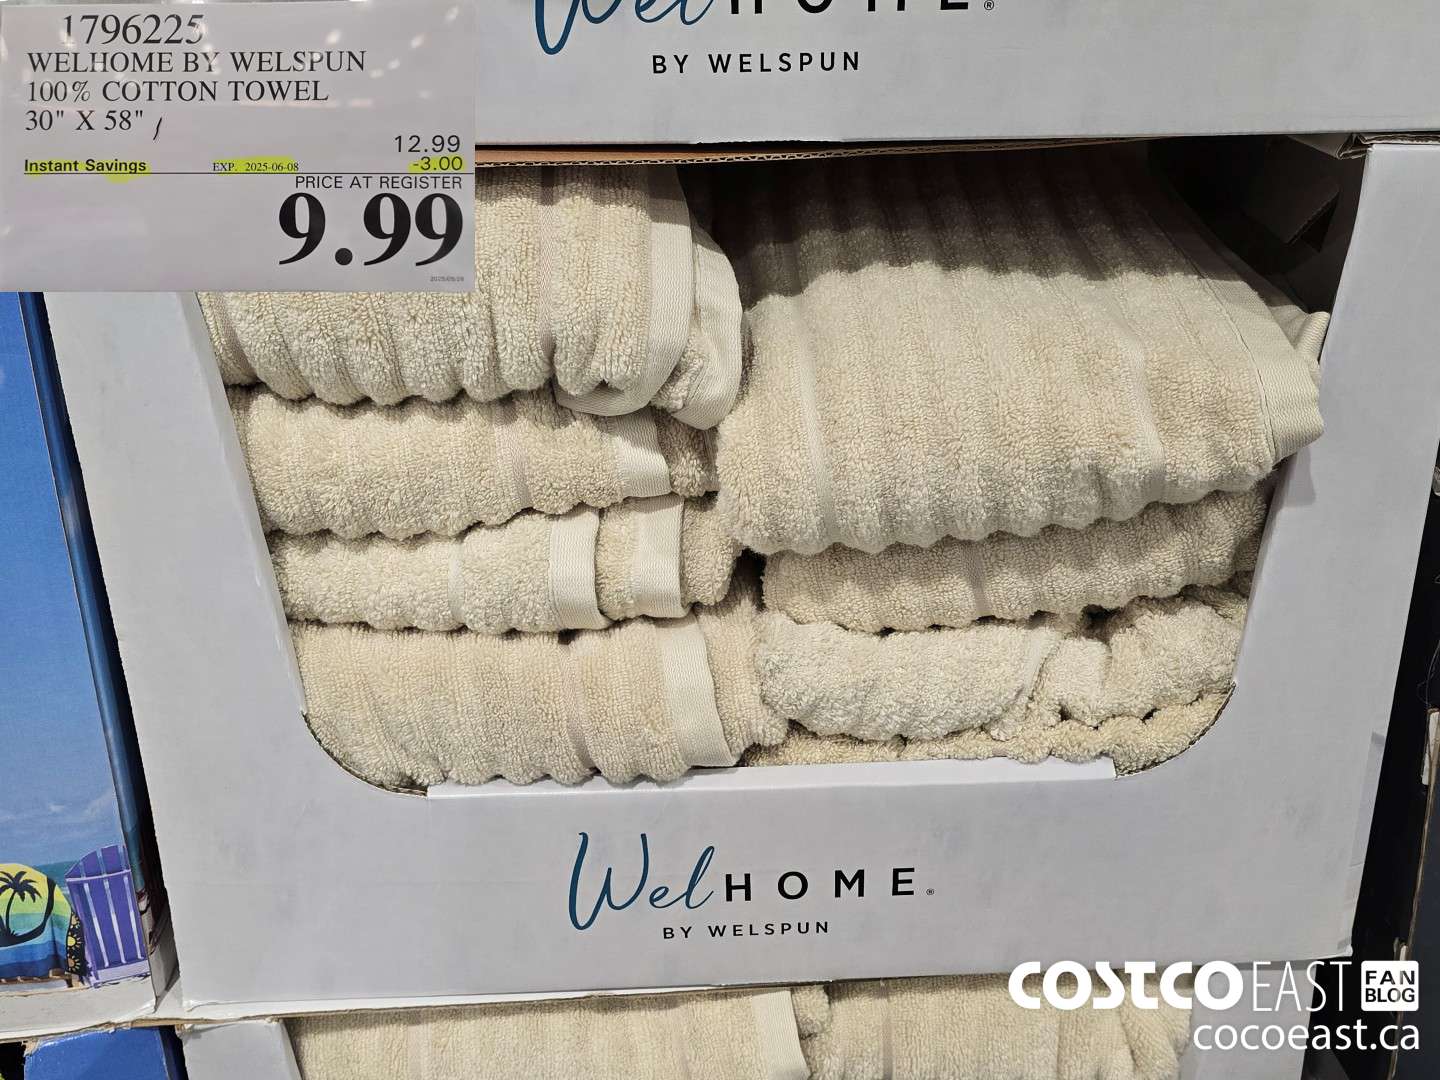 1796225
WELHOME BY WELSPUN
100% COTTON TOWEL
30" X 58"
12.99
Instant Savings EXP. 2025-06-08 -3.00
PRICE AT REGISTER
9.99
WelHOME®
BY WELSPUN
WelHOME®
BY WELSPUN
COSTCO EAST FAN BLOG
cocoeast.ca